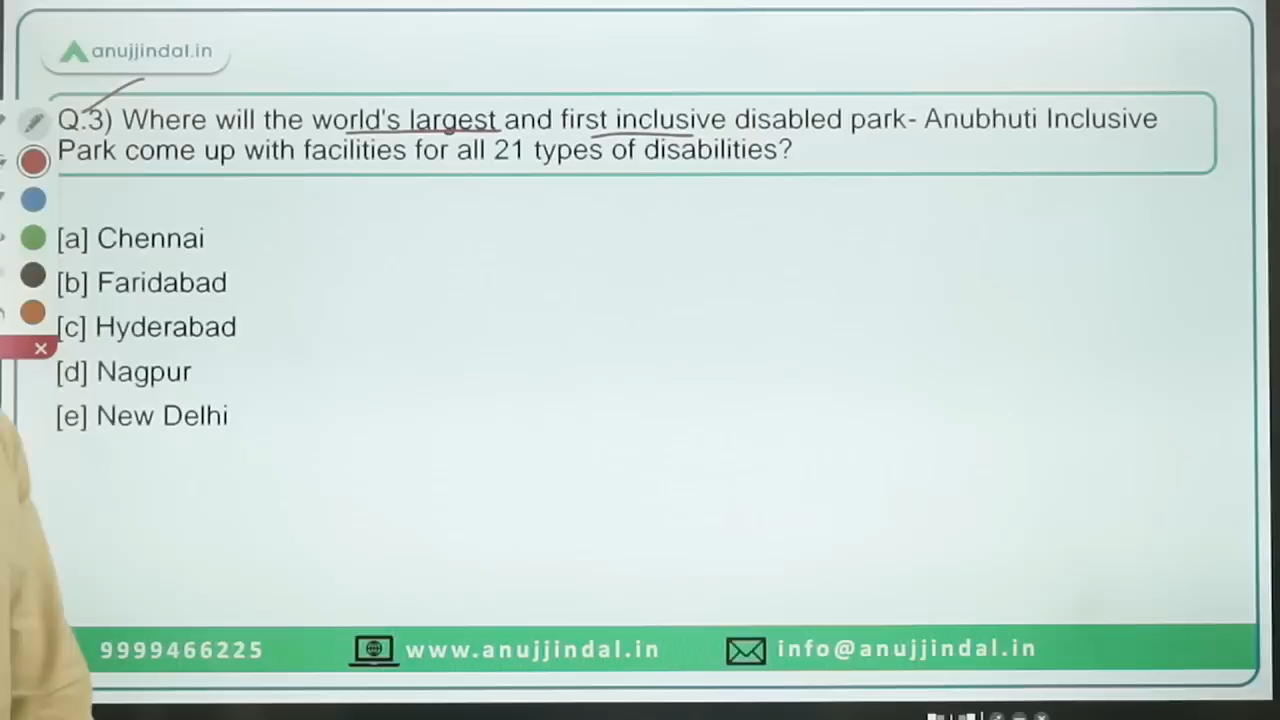 anujjindal.in
Q.3) Where will the world's largest and first inclusive disabled park- Anubhuti Inclusive
Park come up with facilities for all 21 types of disabilities?
[a] Chennai
[b] Faridabad
[c] Hyderabad
[d] Nagpur
[e] New Delhi
9999466225
www.anujjindal.in
info@anujjindal.in